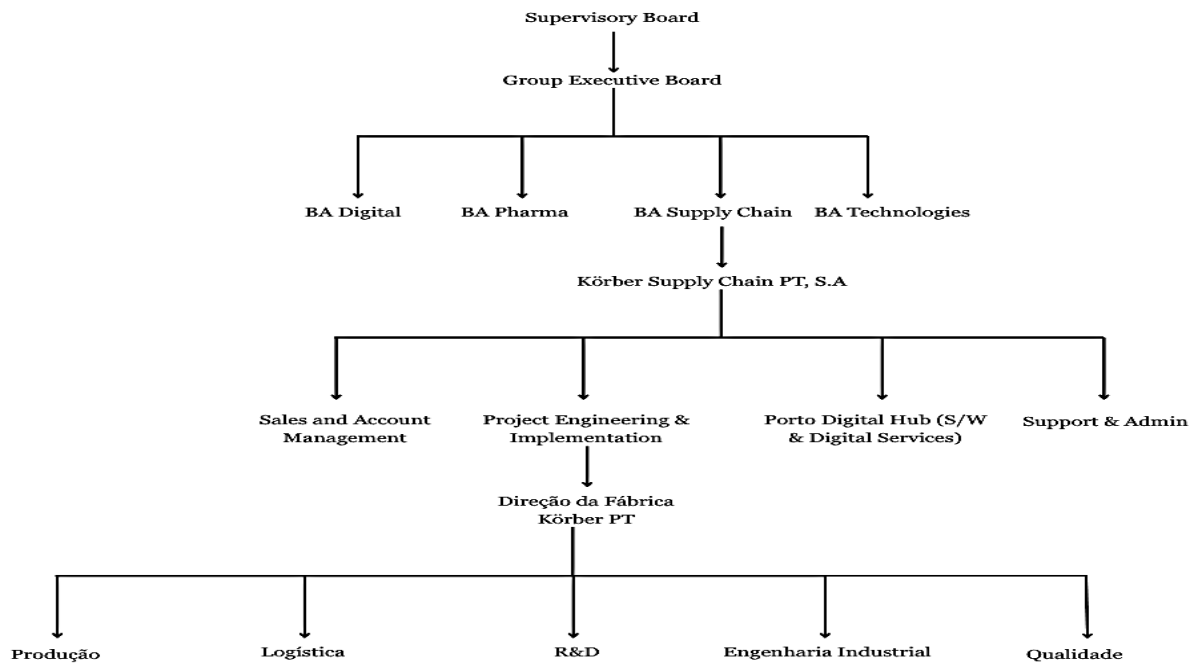 Supervisory Board
Group Executive Board
BA Digital
BA Pharma
BA Supply Chain
BA Technologies
Körber Supply Chain PT, S.A
Sales and Account
Management
Project Engineering &
Implementation
Porto Digital Hub (S/W
& Digital Services)
Support & Admin
Direção da Fábrica
Körber PT
Produção
Logística
R&D
Engenharia Industrial
Qualidade